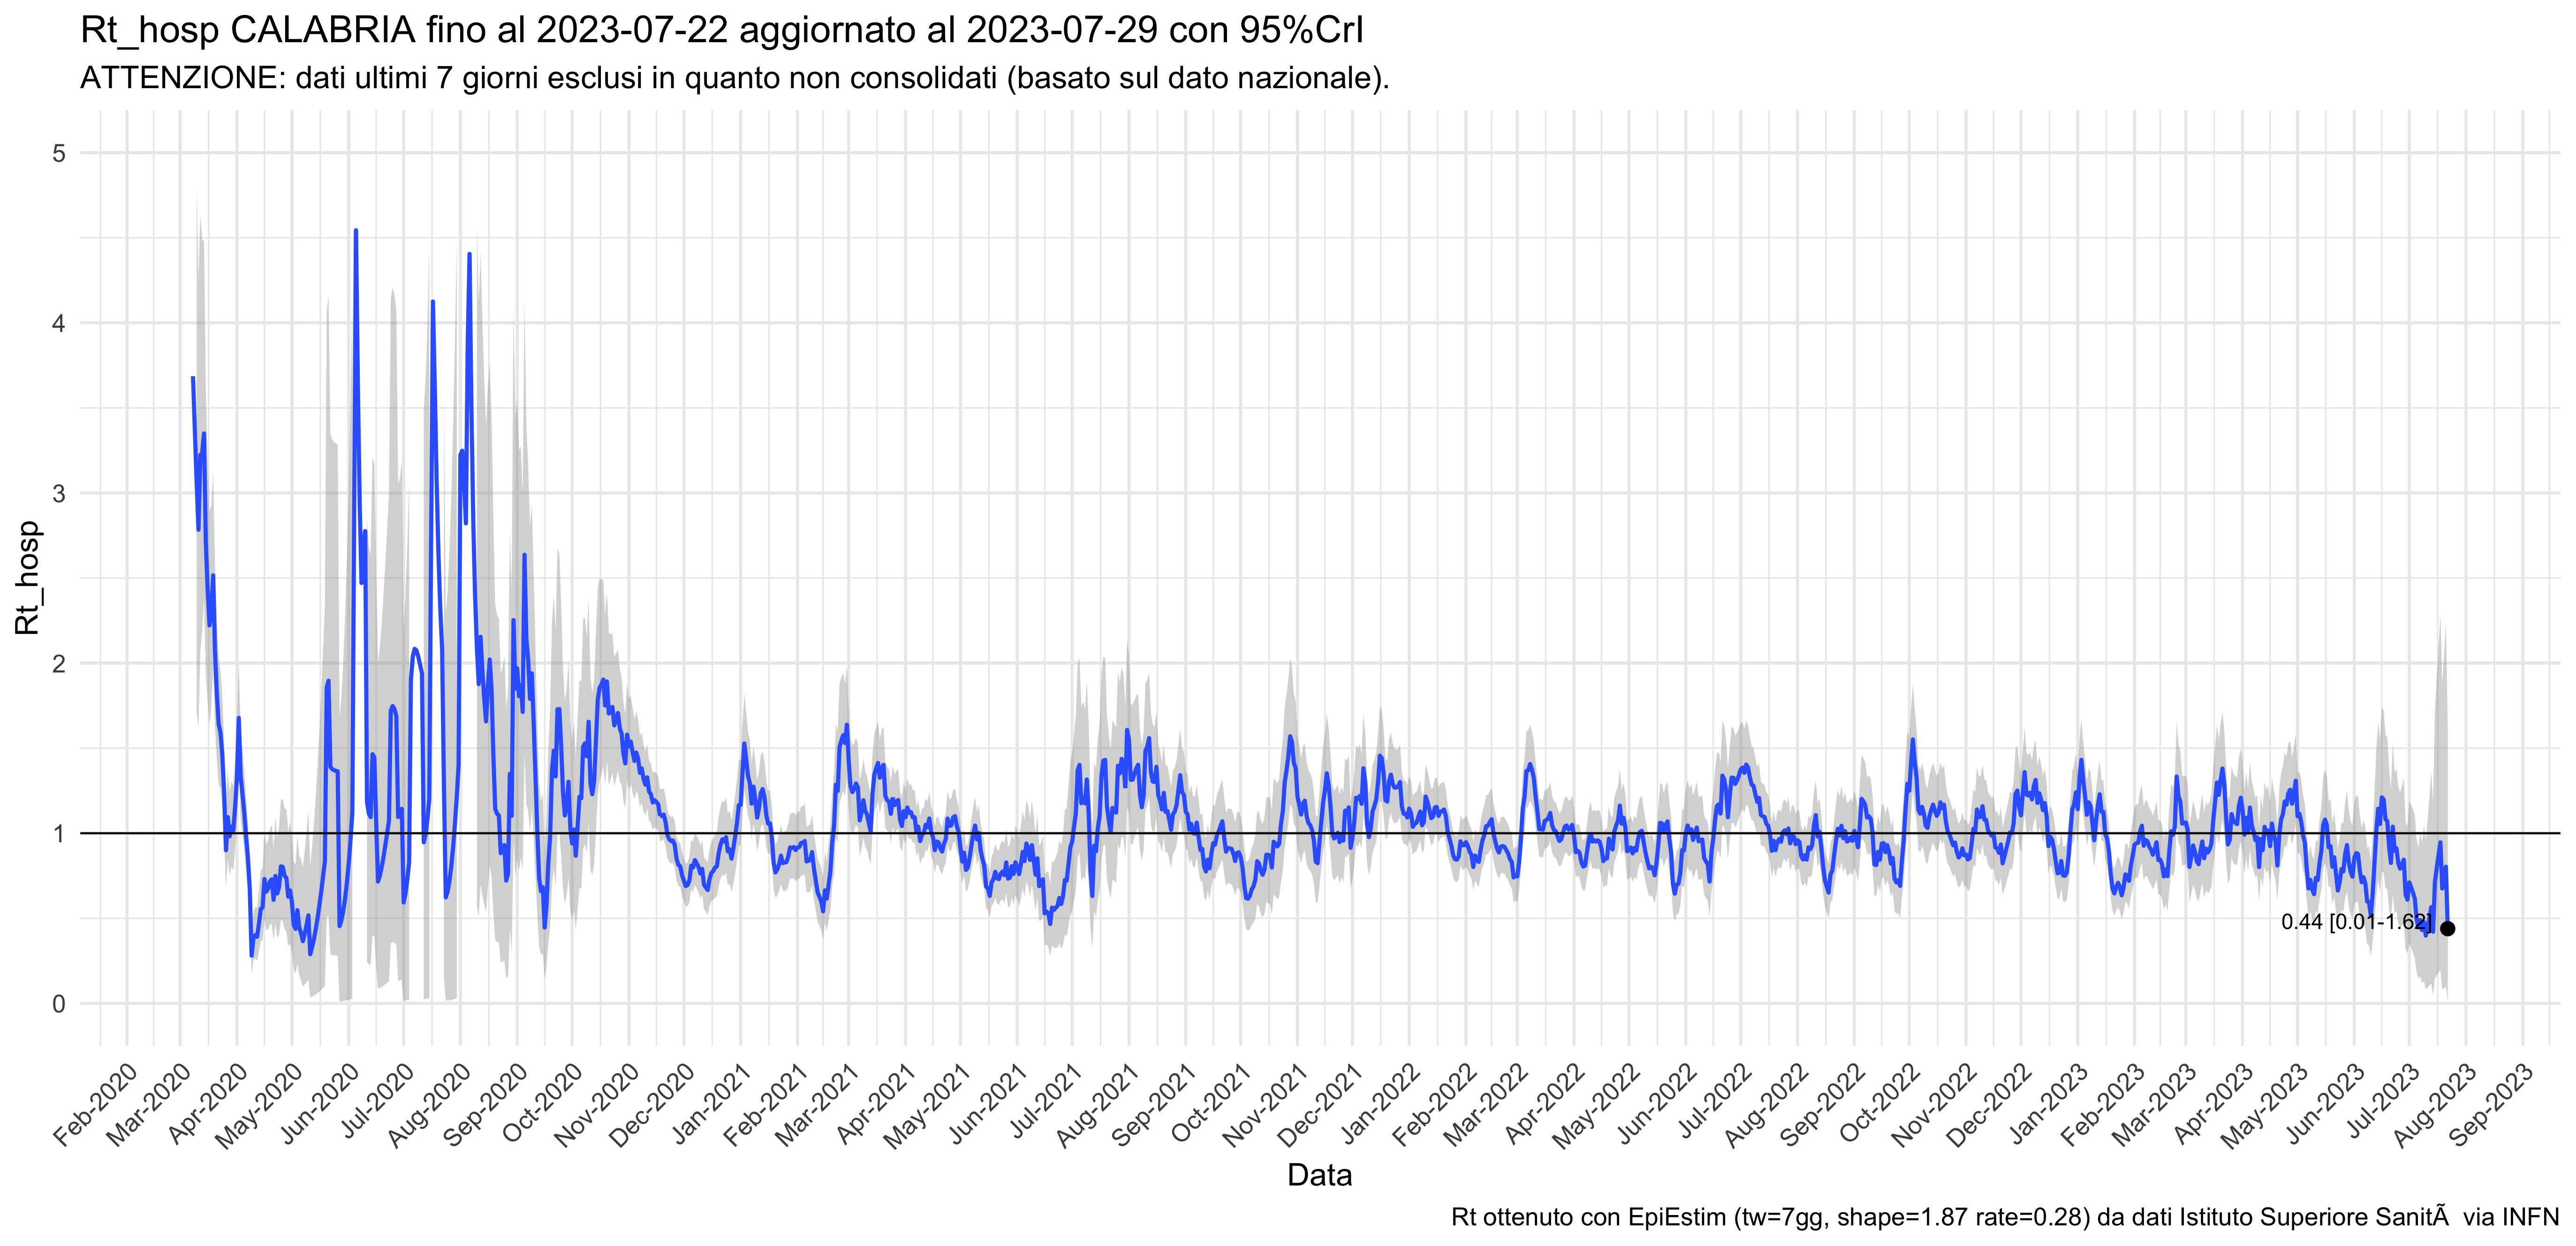 Rt_hosp CALABRIA fino al 2023-07-22 aggiornato al 2023-07-29 con 95%CrI
ATTENZIONE: dati ultimi 7 giorni esclusi in quanto non consolidati (basato sul dato nazionale).
5
4
3
2
1
0
Rt_hosp
0.44 [0.01-1.62]
Feb-2020
Mar-2020
Apr-2020
May-2020
Jun-2020
Jul-2020
Aug-2020
Sep-2020
Oct-2020
Nov-2020
Dec-2020
Jan-2021
Feb-2021
Mar-2021
Apr-2021
May-2021
Jun-2021
Jul-2021
Aug-2021
Sep-2021
Oct-2021
Nov-2021
Dec-2021
Jan-2022
Feb-2022
Mar-2022
Apr-2022
May-2022
Jun-2022
Jul-2022
Aug-2022
Sep-2022
Oct-2022
Nov-2022
Dec-2022
Jan-2023
Feb-2023
Mar-2023
Apr-2023
May-2023
Jun-2023
Jul-2023
Aug-2023
Sep-2023
Data
Rt ottenuto con EpiEstim (tw=7gg, shape=1.87 rate=0.28) da dati Istituto Superiore SanitÃ  via INFN